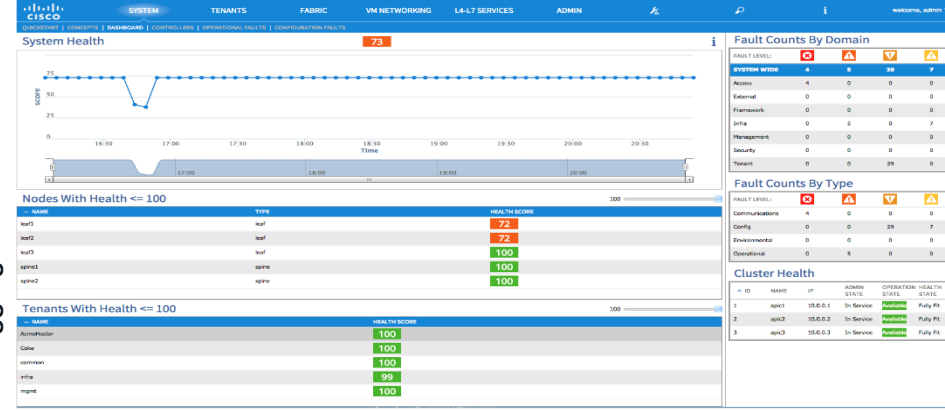 CISCO
SYSTEM TENANTS FABRIC VM NETWORKING L4-L7 SERVICES ADMIN i welcome, admin
QUICKSTART | CONCEPTS | DASHBOARD | CONTROLLERS | OPERATIONAL FAULTS | CONFIGURATION FAULTS
System Health 73 i
score
75
50
25
0
16:30 17:00 17:30 18:00 18:30 19:00 19:30 20:00 20:30
Time
17:00 18:00 19:00 20:00
Nodes With Health <= 100 100
NAME TYPE HEALTH SCORE
leaf1 leaf 72
leaf2 leaf 72
leaf3 leaf 100
spine1 spine 100
spine2 spine 100
Tenants With Health <= 100 100
NAME HEALTH SCORE
100
Coke 100
common 100
infra 99
mgmt 100
Fault Counts By Domain
FAULT LEVEL:
SYSTEM WIDE 4 5 29 7
Access 4 0 0 0
External 0 0 0 0
Framework 0 0 0 0
Infra 0 5 0 7
Management 0 0 0 0
Security 0 0 0 0
Tenant 0 0 29 0
Fault Counts By Type
FAULT LEVEL:
Communications 4 0 0 0
Config 0 0 29 7
Environmental 0 0 0 0
Operational 0 5 0 0
Cluster Health
ID NAME IP ADMIN STATE OPERATION STATE HEALTH STATE
1 apic1 10.0.0.1 In Service Available Fully Fit
2 apic2 10.0.0.2 In Service Available Fully Fit
3 apic3 10.0.0.3 In Service Available Fully Fit